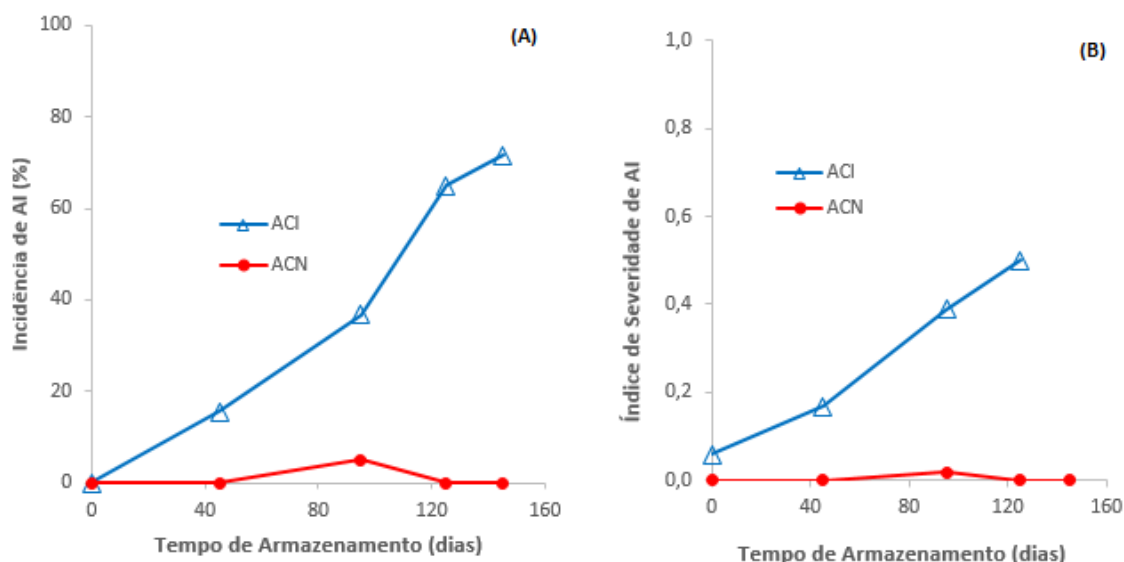 (A)
Incidência de AI (%)
100
80
60
40
20
0
ACI
ACN
0
40
80
120
160
Tempo de Armazenamento (dias)
(B)
Índice de Severidade de AI
1,0
0,8
0,6
0,4
0,2
0,0
ACI
ACN
0
40
80
120
160
Tempo de Armazenamento (dias)